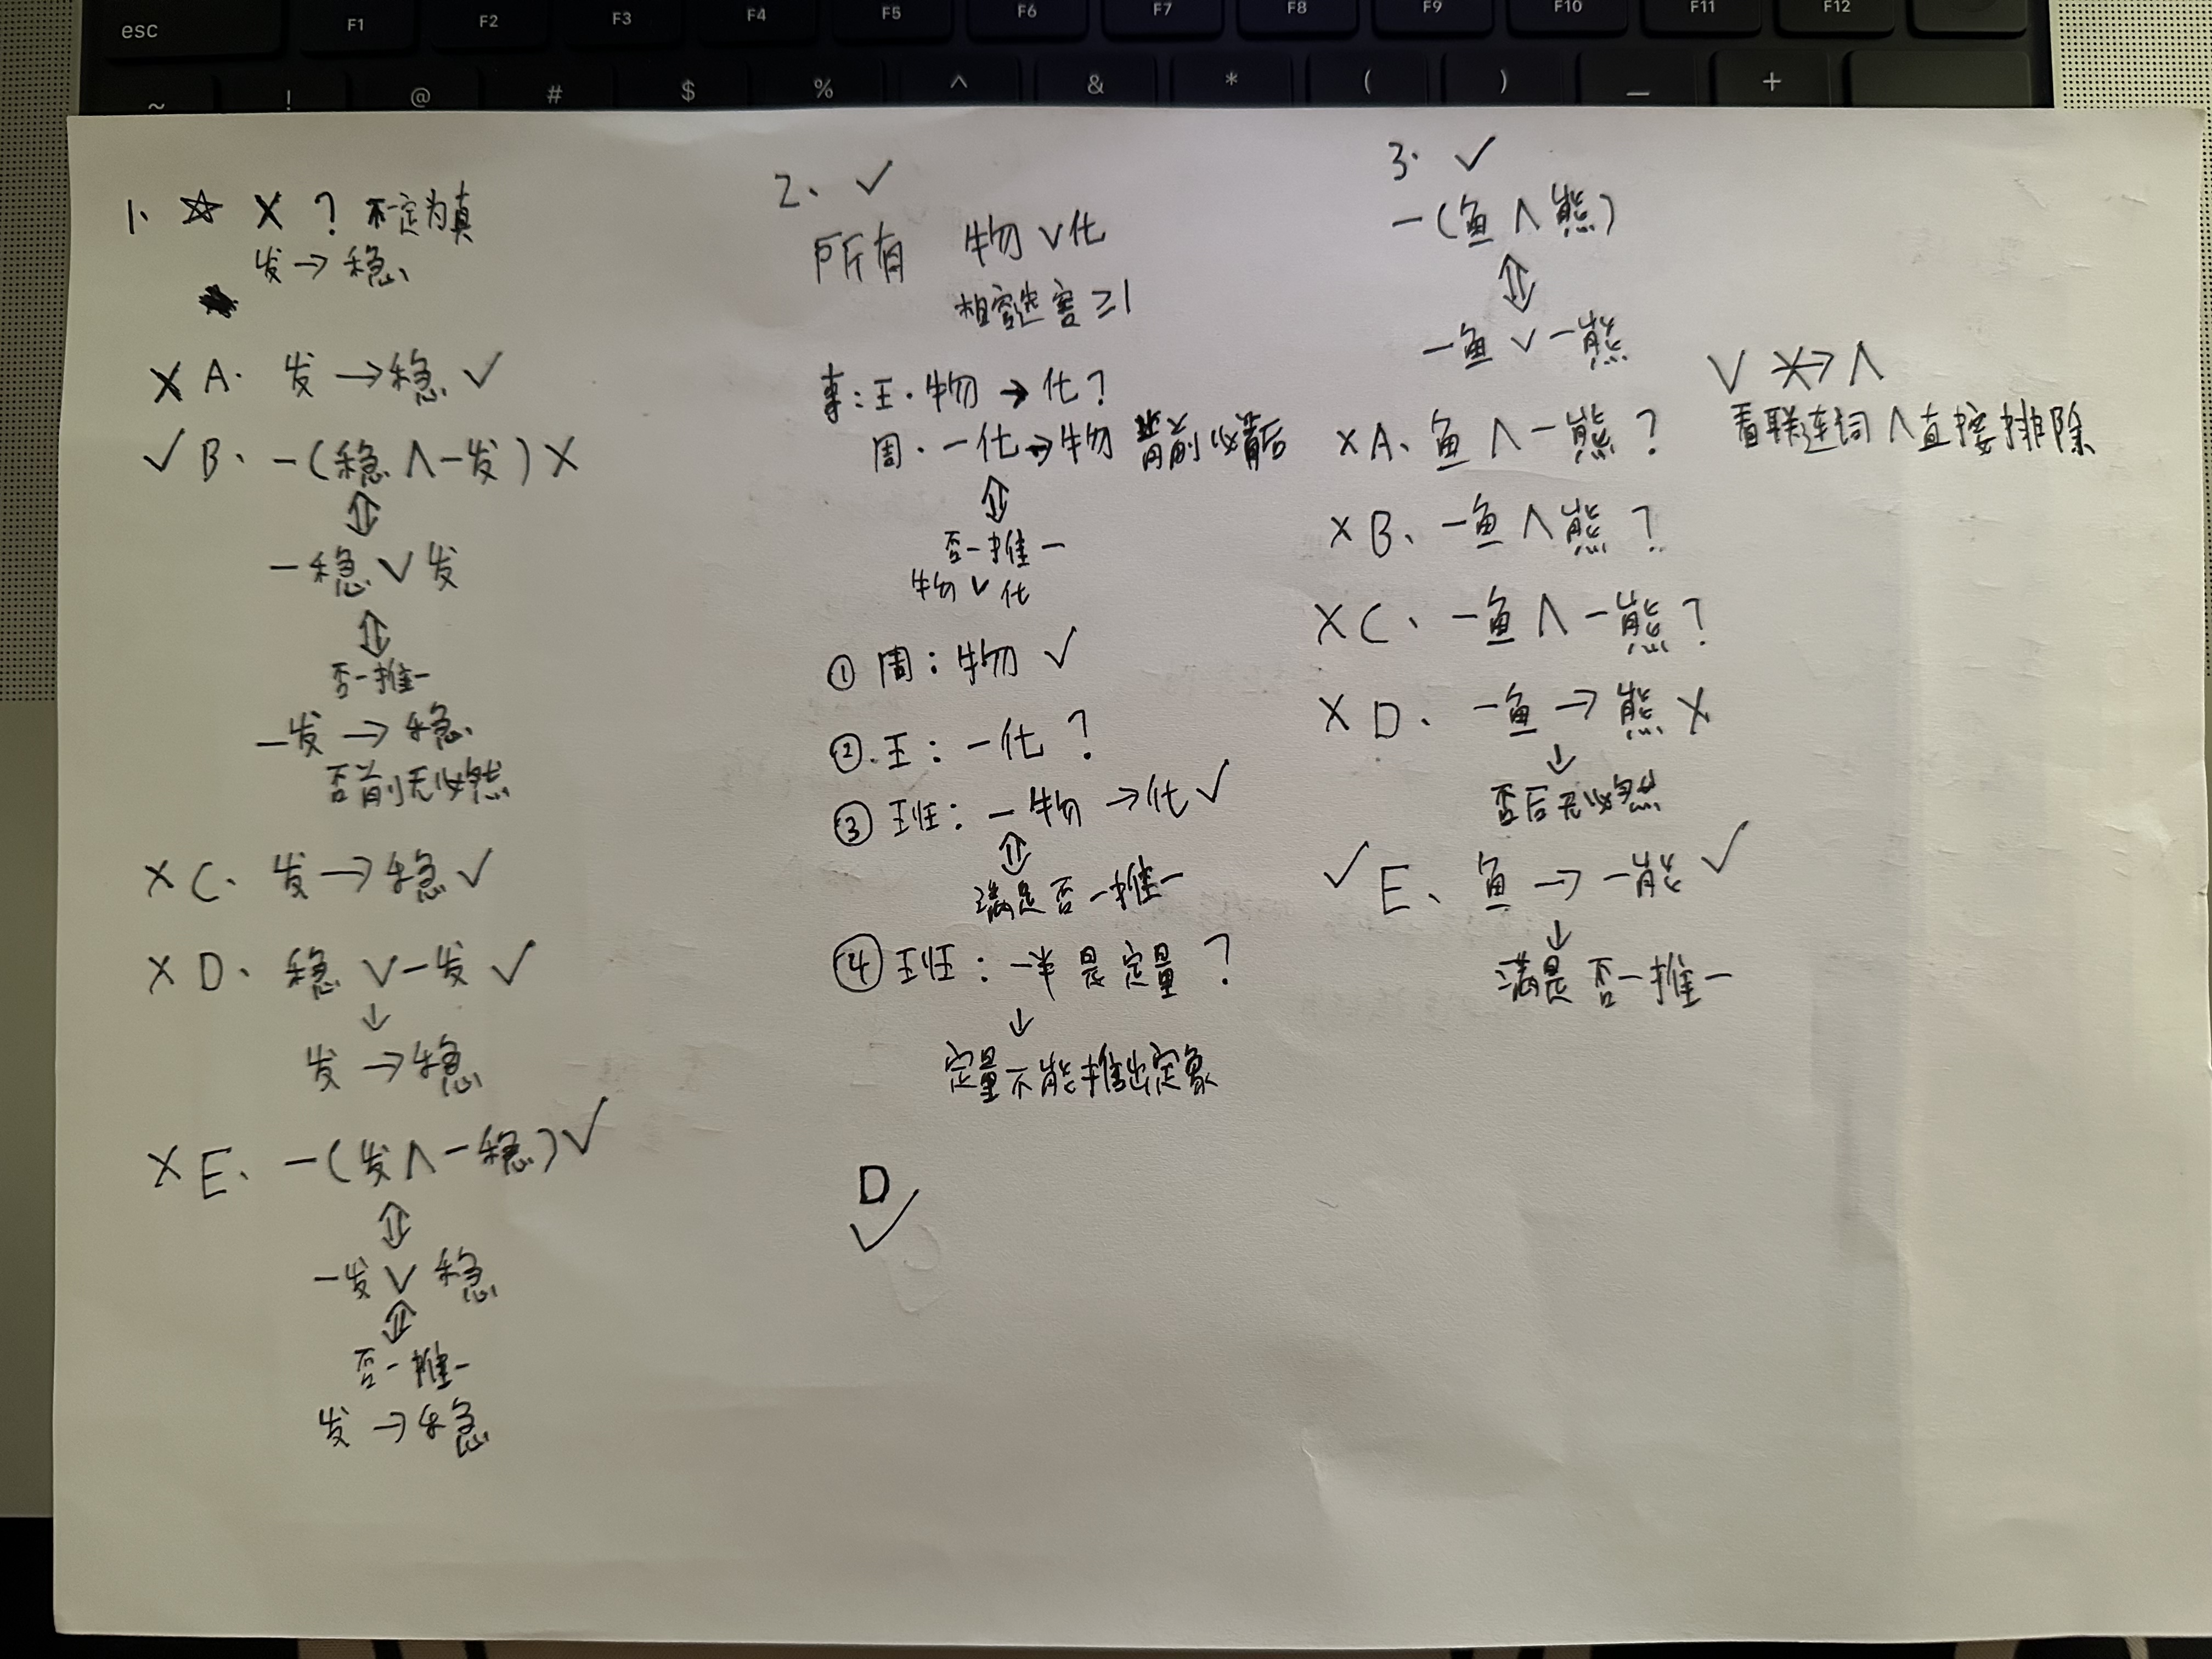 esc F1 F2 F3 F4 F5 F6 F7 F8 F9 F10 F11 F12
~ ! @ # $ % ^ & * ( ) _ +
1. ☆ X ? 不一定为真
发→稳
X A. 发→稳 ✓
✓ B. -(稳∧-发) X
⇕
-稳∨发
⇕
否一推一
-发→稳
否前无必然
X C. 发→稳 ✓
X D. 稳∨-发 ✓
↓
发→稳
X E. -(发∧-稳) ✓
⇕
-发∨稳
⇕
否一推一
发→稳
2. ✓
所有 物∨化
相容选言≥1
事:王.物→化?
周.-化→物 肯前必肯后
⇕
否一推一
物∨化
① 周:物 ✓
②.王:-化?
③ 班:-物→化 ✓
⇕
满足否一推一
④ 班:一半是定量?
↓
定量不能推出定象
D
✓
3. ✓
-(鱼∧熊)
⇕
-鱼∨-熊
∨ X→ ∧
看联连词∧直接排除
X A、鱼∧-熊?
X B、-鱼∧熊?
X C、-鱼∧-熊?
X D. -鱼→熊 X
↓
否后无必然
✓ E、鱼→-能 ✓
↓
满足否一推一